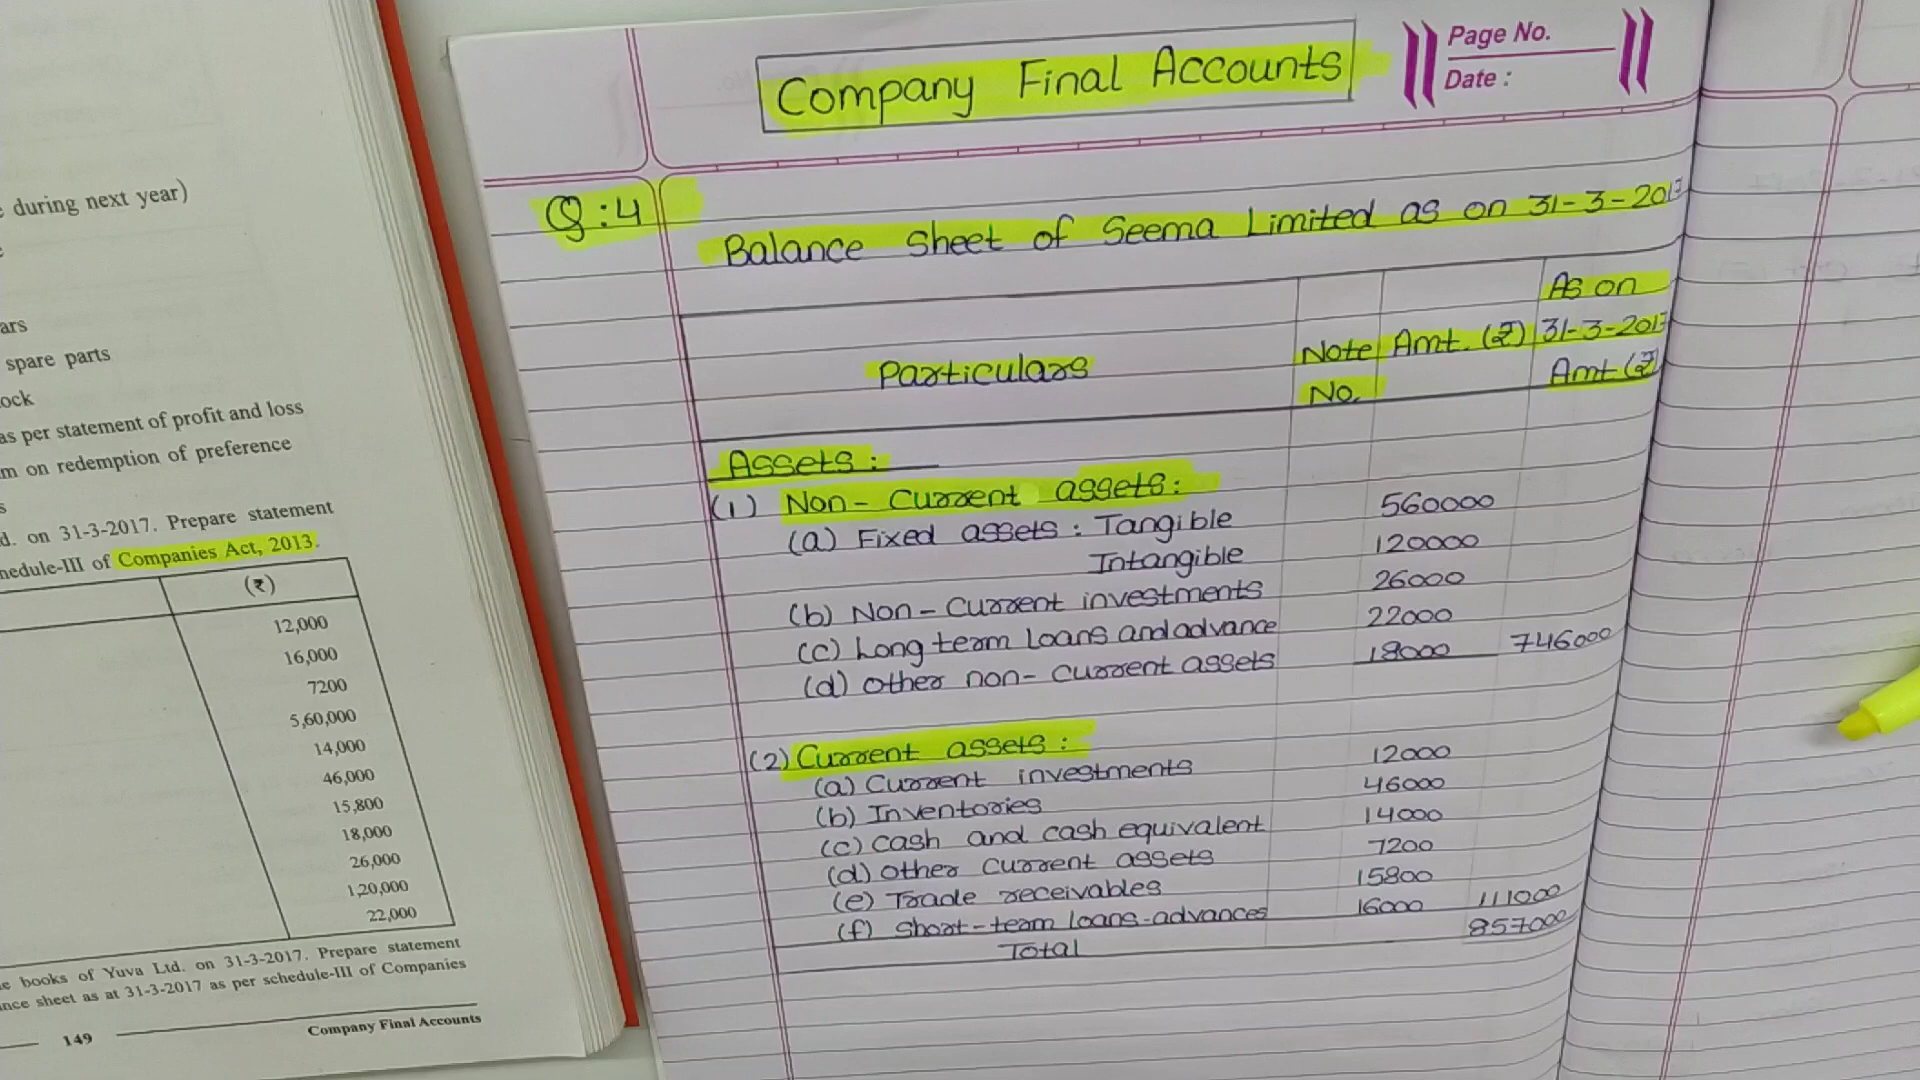 during next year)
ars
spare parts
ock
as per statement of profit and loss
m on redemption of preference
s
d. on 31-3-2017. Prepare statement
hedule-III of Companies Act, 2013.
(₹)
12,000
16,000
7200
5,60,000
14,000
46,000
15,800
18,000
26,000
1,20,000
22,000
e books of Yuva Ltd. on 31-3-2017. Prepare statement
nce sheet as at 31-3-2017 as per schedule-III of Companies
149 Company Final Accounts
Company Final Accounts
Page No.
Date :
Q:4
Balance Sheet of Seema Limited as on 31-3-2017
Particulars Note No. Amt. (₹) As on 31-3-2017 Amt (₹)
Assets:
(1) Non-Current assets:
(a) Fixed assets: Tangible 560000
Intangible 120000
(b) Non-Current investments 26000
(c) Long term Loans and advance 22000
(d) Other non-Current assets 18000 746000
(2) Current assets:
(a) Current investments 12000
(b) Inventories 46000
(c) Cash and cash equivalent 14000
(d) Other Current assets 7200
(e) Trade receivables 15800
(f) Short-term loans-advances 16000 111000
Total 857000